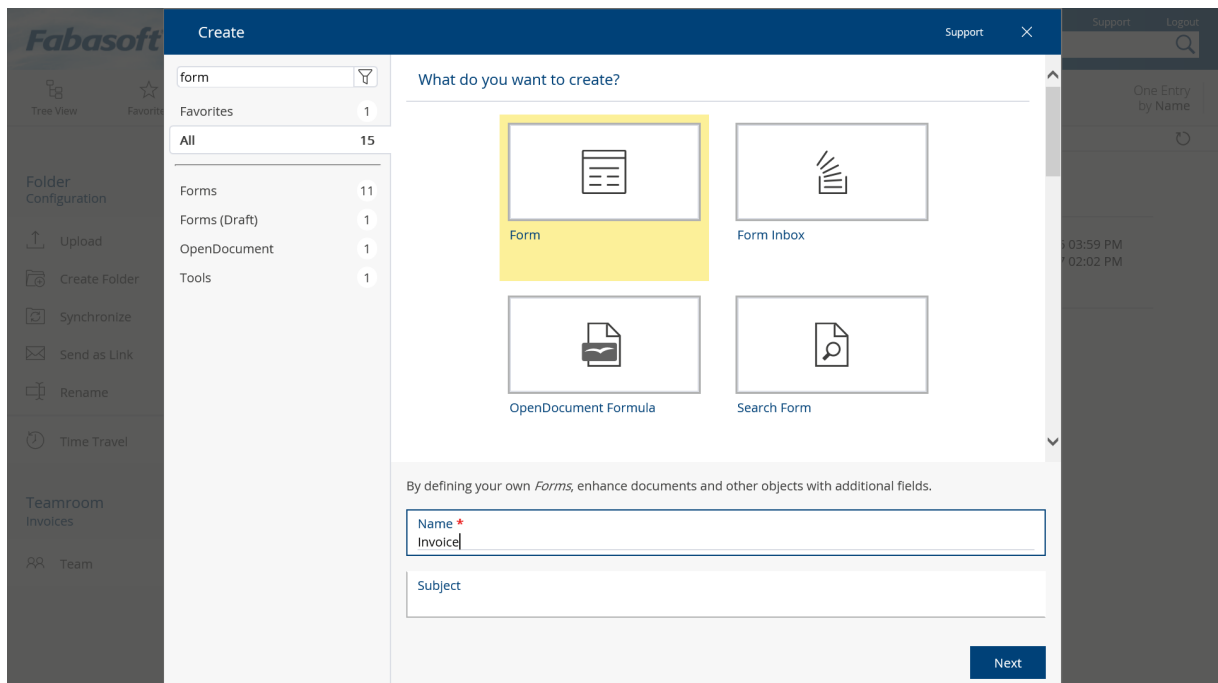 Fabasoft
Support
Logout
Tree View
Favorite
One Entry
by Name
Folder
Configuration
Upload
Create Folder
Synchronize
Send as Link
Rename
Time Travel
Teamroom
Invoices
Team
03:59 PM
02:02 PM
Create
Support
form
Favorites 1
All 15
Forms 11
Forms (Draft) 1
OpenDocument 1
Tools 1
What do you want to create?
Form
Form Inbox
OpenDocument Formula
Search Form
By defining your own Forms, enhance documents and other objects with additional fields.
Name *
Invoice
Subject
Next